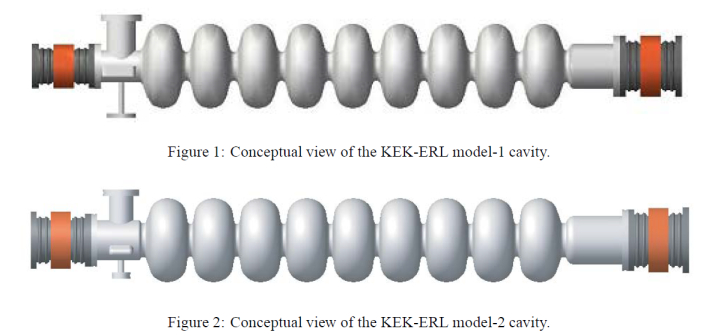 Figure 1: Conceptual view of the KEK-ERL model-1 cavity.
Figure 2: Conceptual view of the KEK-ERL model-2 cavity.